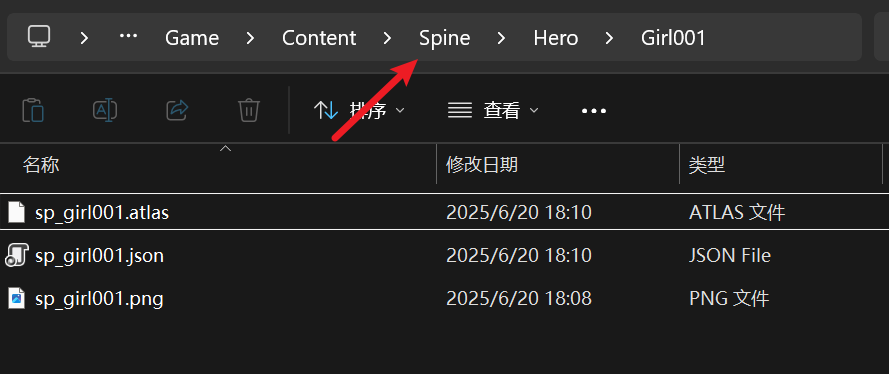 … Game > Content > Spine > Hero > Girl001
排序 查看 …
名称 修改日期 类型
sp_girl001.atlas 2025/6/20 18:10 ATLAS 文件
sp_girl001.json 2025/6/20 18:10 JSON File
sp_girl001.png 2025/6/20 18:08 PNG 文件